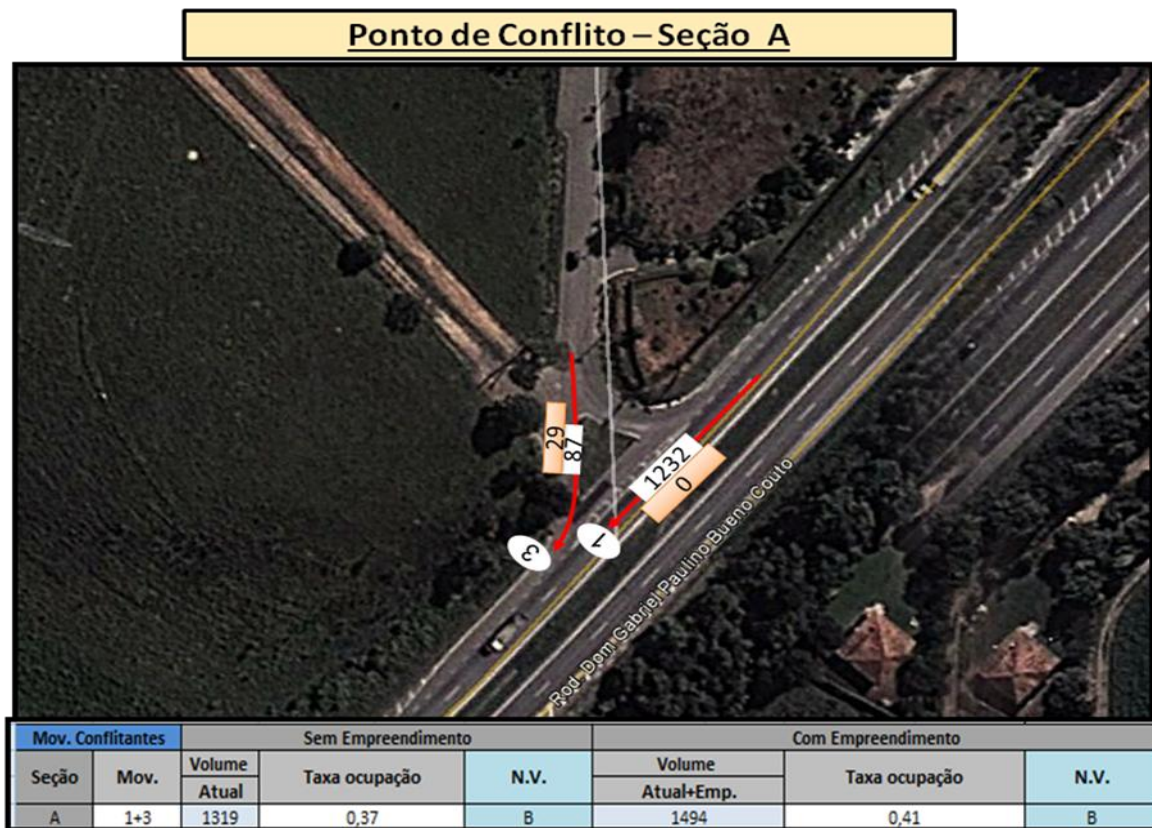 Ponto de Conflito – Seção A
29
87
1232
0
3
1
Rod. Dom Gabriel Paulino Bueno Couto
Mov. Conflitantes Sem Empreendimento Com Empreendimento
Seção Mov. Volume Taxa ocupação N.V. Volume Taxa ocupação N.V.
Atual Atual+Emp.
A 1+3 1319 0,37 B 1494 0,41 B